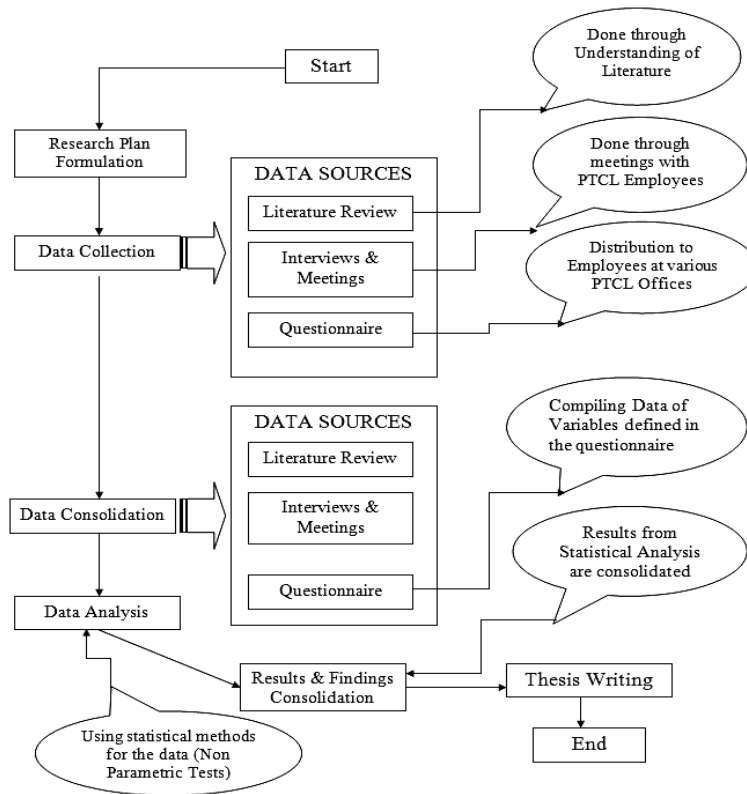 Start
Done through
Understanding of
Literature
Research Plan
Formulation
DATA SOURCES
Literature Review
Done through
meetings with
PTCL Employees
Data Collection
Interviews &
Meetings
Distribution to
Employees at various
PTCL Offices
Questionnaire
DATA SOURCES
Literature Review
Compiling Data of
Variables defined in
the questionnaire
Data Consolidation
Interviews &
Meetings
Questionnaire
Results from
Statistical Analysis
are consolidated
Data Analysis
Results & Findings
Consolidation
Thesis Writing
Using statistical methods
for the data (Non
Parametric Tests)
End